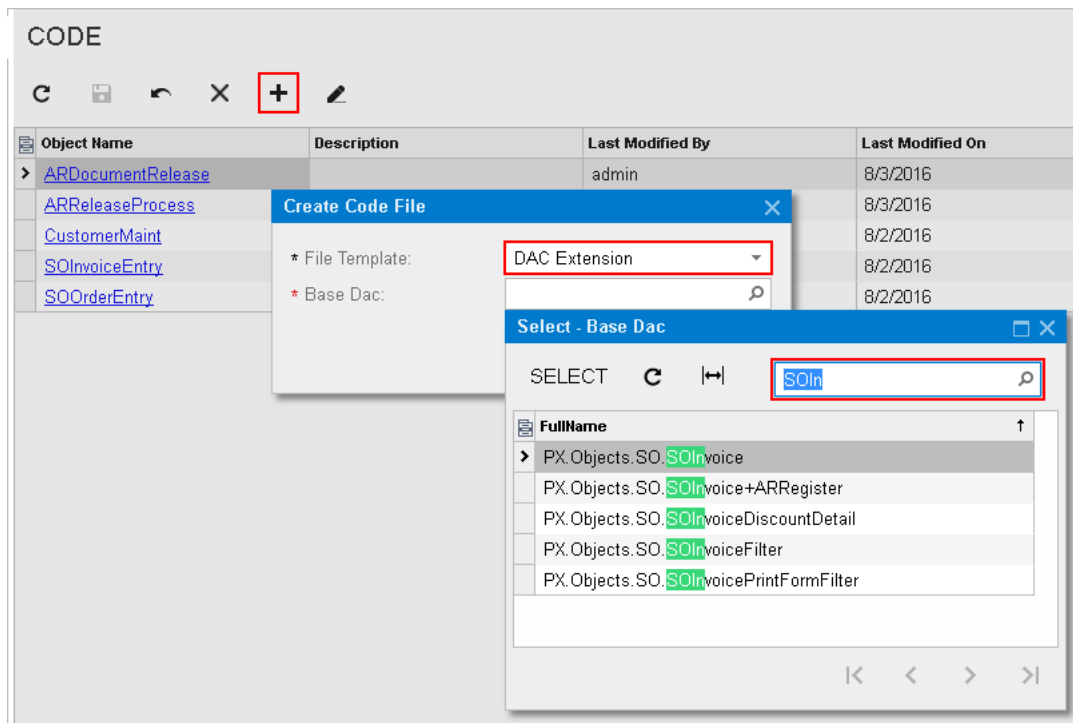 CODE
Object Name Description Last Modified By Last Modified On
ARDocumentRelease admin 8/3/2016
ARReleaseProcess 8/3/2016
CustomerMaint 8/2/2016
SOInvoiceEntry 8/2/2016
SOOrderEntry 8/2/2016
Create Code File
* File Template: DAC Extension
* Base Dac:
Select - Base Dac
SELECT SOIn
FullName
PX.Objects.SO.SOInvoice
PX.Objects.SO.SOInvoice+ARRegister
PX.Objects.SO.SOInvoiceDiscountDetail
PX.Objects.SO.SOInvoiceFilter
PX.Objects.SO.SOInvoicePrintFormFilter